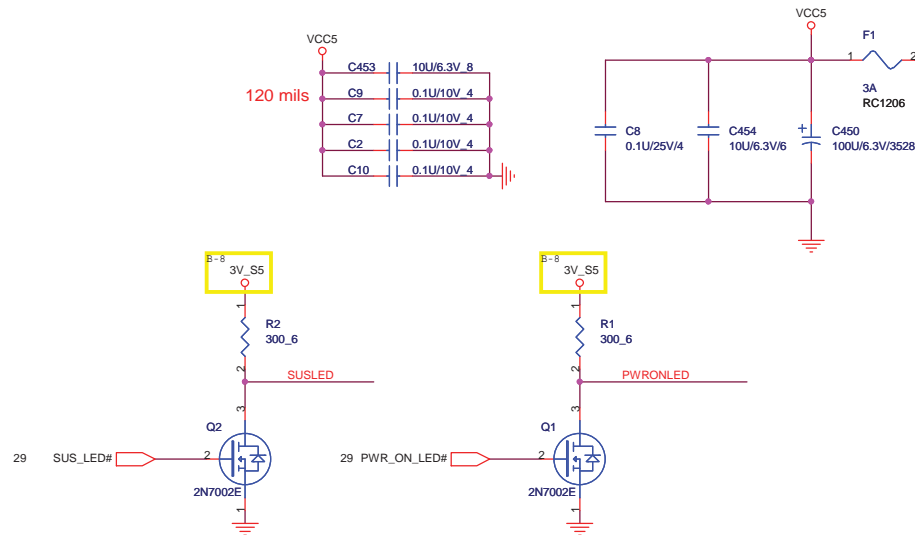 VCC5
120 mils
C453 10U/6.3V_8
C9 0.1U/10V_4
C7 0.1U/10V_4
C2 0.1U/10V_4
C10 0.1U/10V_4
VCC5
F1
1 2
3A
RC1206
C8
0.1U/25V/4
C454
10U/6.3V/6
+
C450
100U/6.3V/3528
B-8
3V_S5
1
R2
300_6
2
SUSLED
3
Q2
29 SUS_LED# 2
2N7002E
1
B-8
3V_S5
1
R1
300_6
2
PWRONLED
3
Q1
29 PWR_ON_LED# 2
2N7002E
1